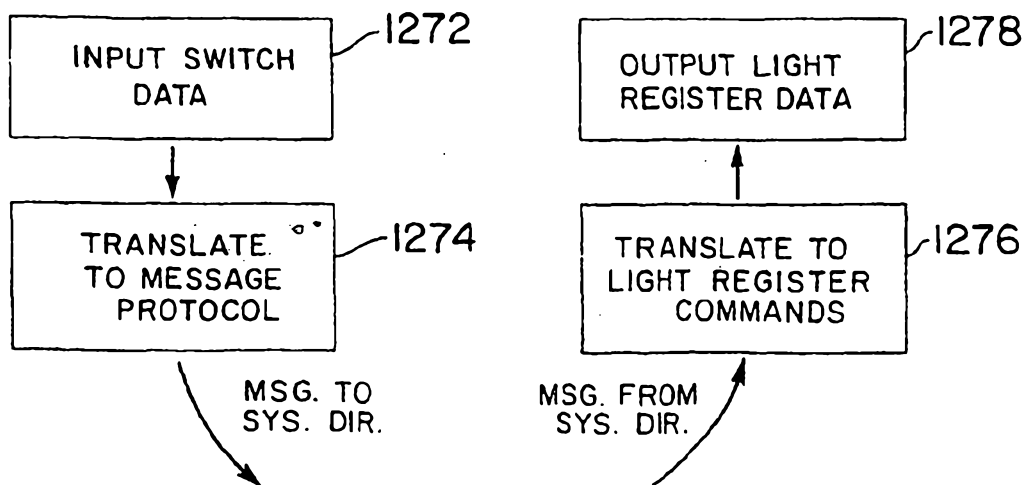 1272
INPUT SWITCH
DATA
1274
TRANSLATE
TO MESSAGE
PROTOCOL
MSG. TO
SYS. DIR.
1278
OUTPUT LIGHT
REGISTER DATA
1276
TRANSLATE TO
LIGHT REGISTER
COMMANDS
MSG. FROM
SYS. DIR.